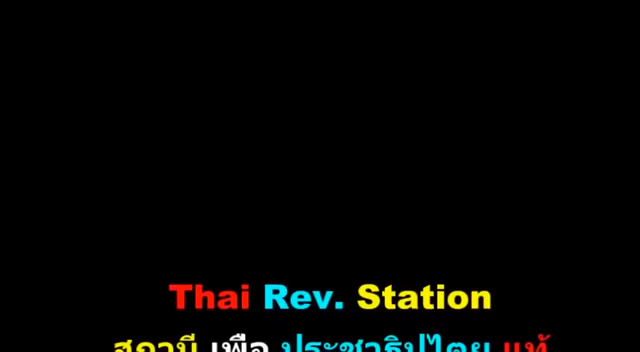 Thai Rev. Station
สถานี เพื่อ ประชาธิปไตย แท้